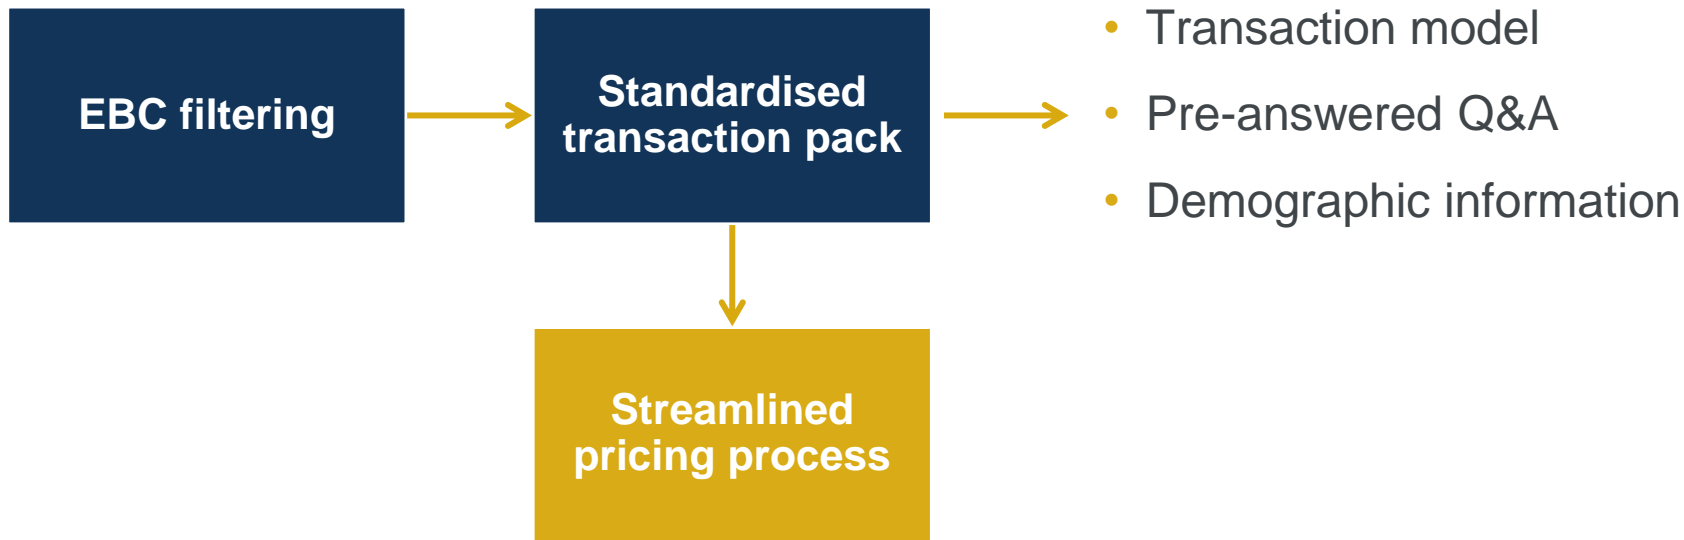 EBC filtering
Standardised
transaction pack
• Transaction model
• Pre-answered Q&A
• Demographic information
Streamlined
pricing process